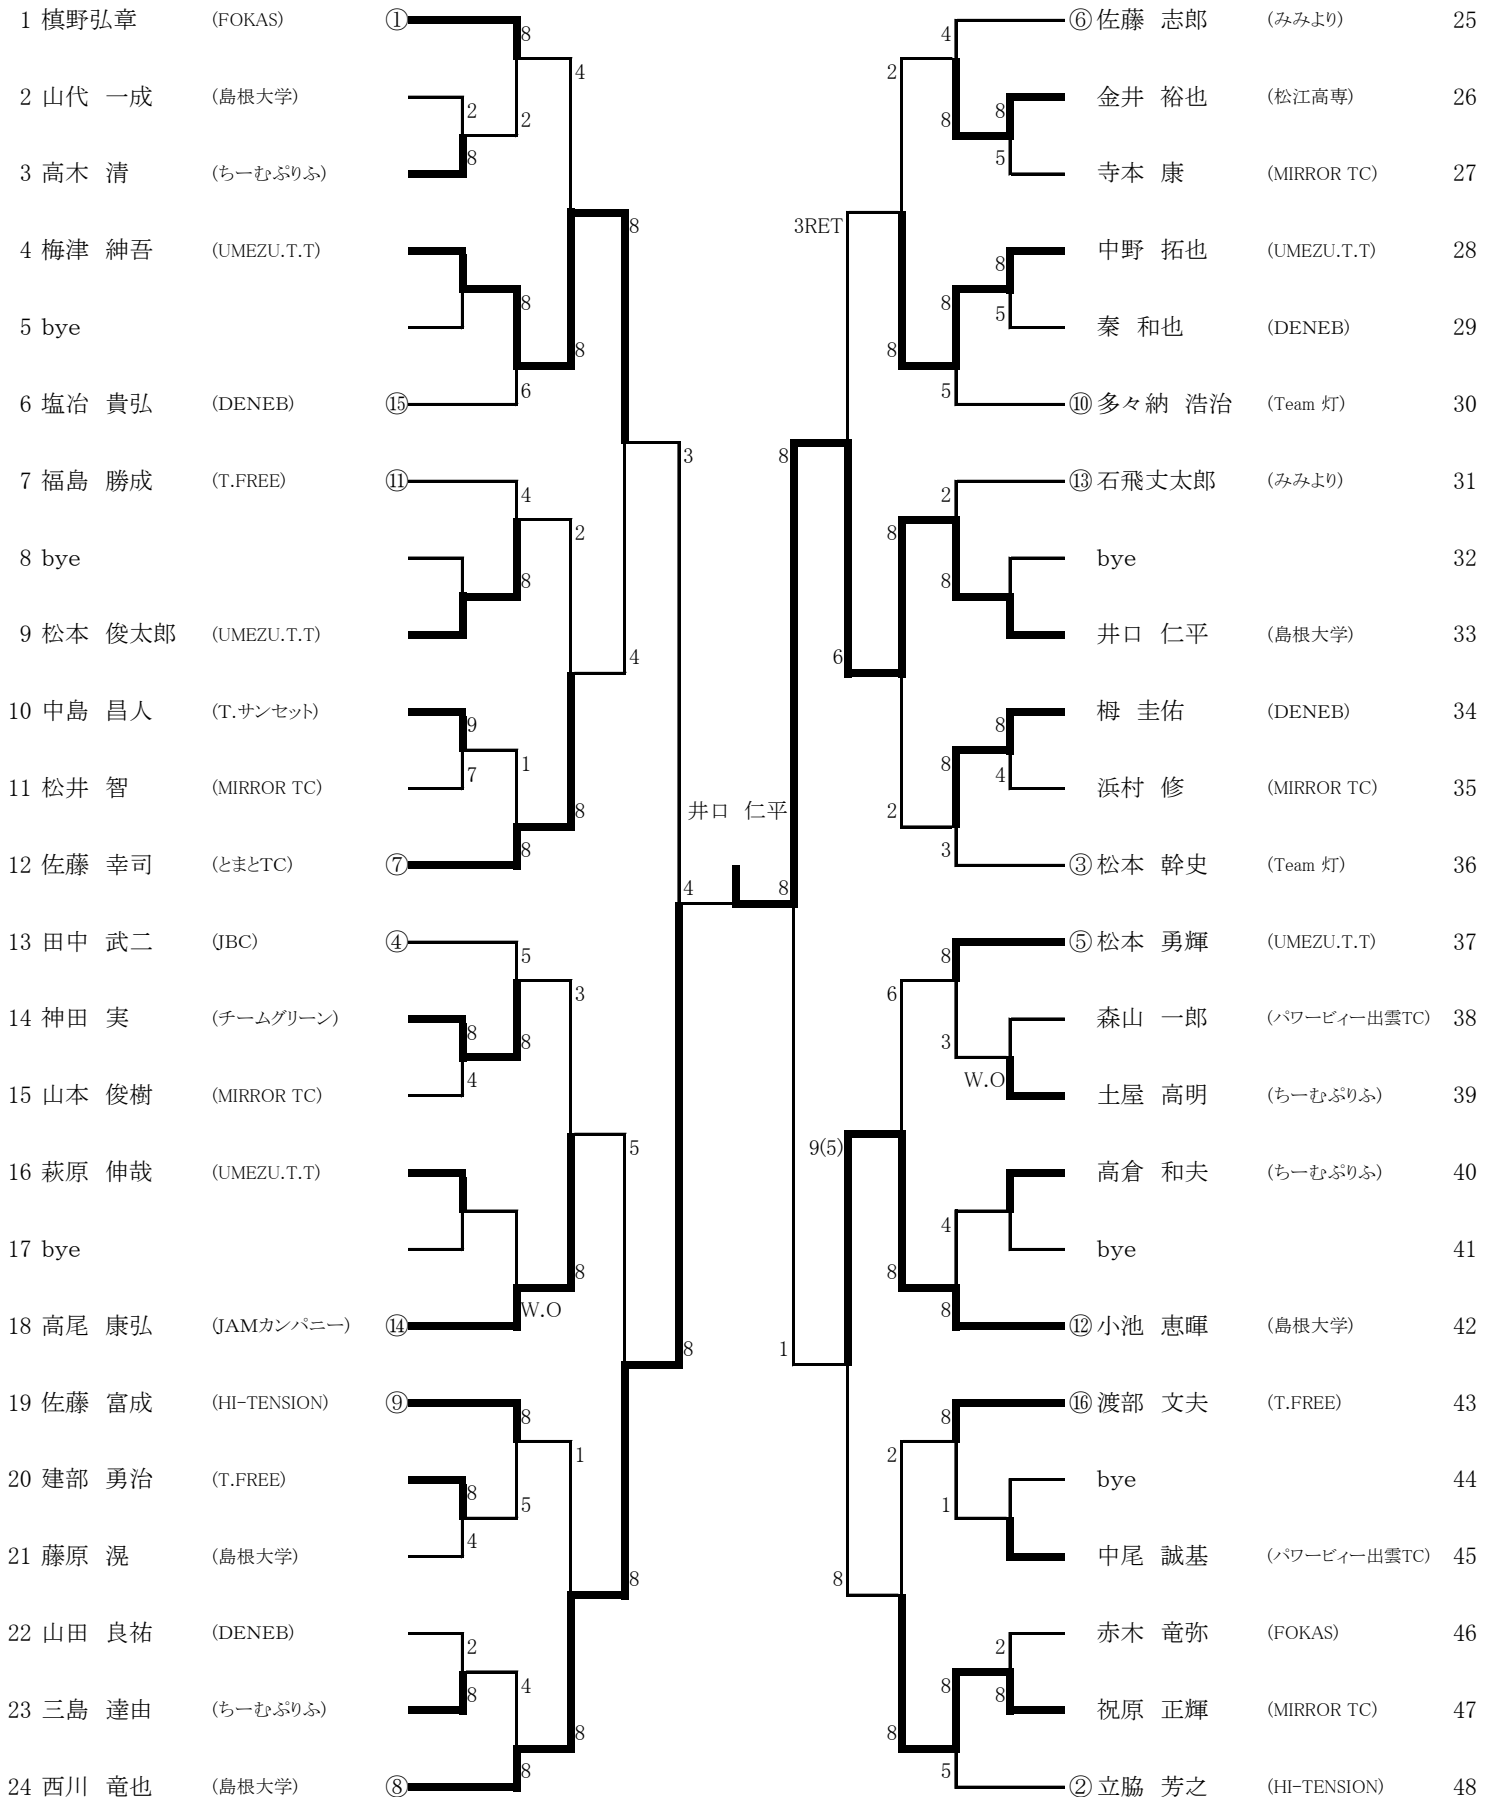 1 槙野弘章 (FOKAS) ①
2 山代 一成 (島根大学)
3 高木 清 (ちーむぷりふ)
4 梅津 紳吾 (UMEZU.T.T)
5 bye
6 塩冶 貴弘 (DENEB) ⑮
7 福島 勝成 (T.FREE) ⑪
8 bye
9 松本 俊太郎 (UMEZU.T.T)
10 中島 昌人 (T.サンセット)
11 松井 智 (MIRROR TC)
12 佐藤 幸司 (とまとTC) ⑦
13 田中 武二 (JBC) ④
14 神田 実 (チームグリーン)
15 山本 俊樹 (MIRROR TC)
16 萩原 伸哉 (UMEZU.T.T)
17 bye
18 高尾 康弘 (JAMカンパニー) ⑭
19 佐藤 富成 (HI-TENSION) ⑨
20 建部 勇治 (T.FREE)
21 藤原 滉 (島根大学)
22 山田 良祐 (DENEB)
23 三島 達由 (ちーむぷりふ)
24 西川 竜也 (島根大学) ⑧
8
2
2
8
8
6
4
8
9
7
1
8
5
8
4
8
W.O
8
8
4
5
2
8
4
8
4
8
2
8
3
8
1
8
8
4
5
8
3
8
4
井口 仁平
8
8
1
3RET
6
9(5)
8
2
8
8
2
6
8
2
8
4
8
8
5
8
8
5
5
2
8
8
8
4
3
8
3
W.O
4
8
8
1
2
8
8
5
⑥ 佐藤 志郎 (みみより) 25
金井 裕也 (松江高専) 26
寺本 康 (MIRROR TC) 27
中野 拓也 (UMEZU.T.T) 28
秦 和也 (DENEB) 29
⑩ 多々納 浩治 (Team 灯) 30
⑬ 石飛丈太郎 (みみより) 31
bye 32
井口 仁平 (島根大学) 33
栂 圭佑 (DENEB) 34
浜村 修 (MIRROR TC) 35
③ 松本 幹史 (Team 灯) 36
⑤ 松本 勇輝 (UMEZU.T.T) 37
森山 一郎 (パワービィー出雲TC) 38
土屋 高明 (ちーむぷりふ) 39
高倉 和夫 (ちーむぷりふ) 40
bye 41
⑫ 小池 恵暉 (島根大学) 42
⑯ 渡部 文夫 (T.FREE) 43
bye 44
中尾 誠基 (パワービィー出雲TC) 45
赤木 竜弥 (FOKAS) 46
祝原 正輝 (MIRROR TC) 47
② 立脇 芳之 (HI-TENSION) 48